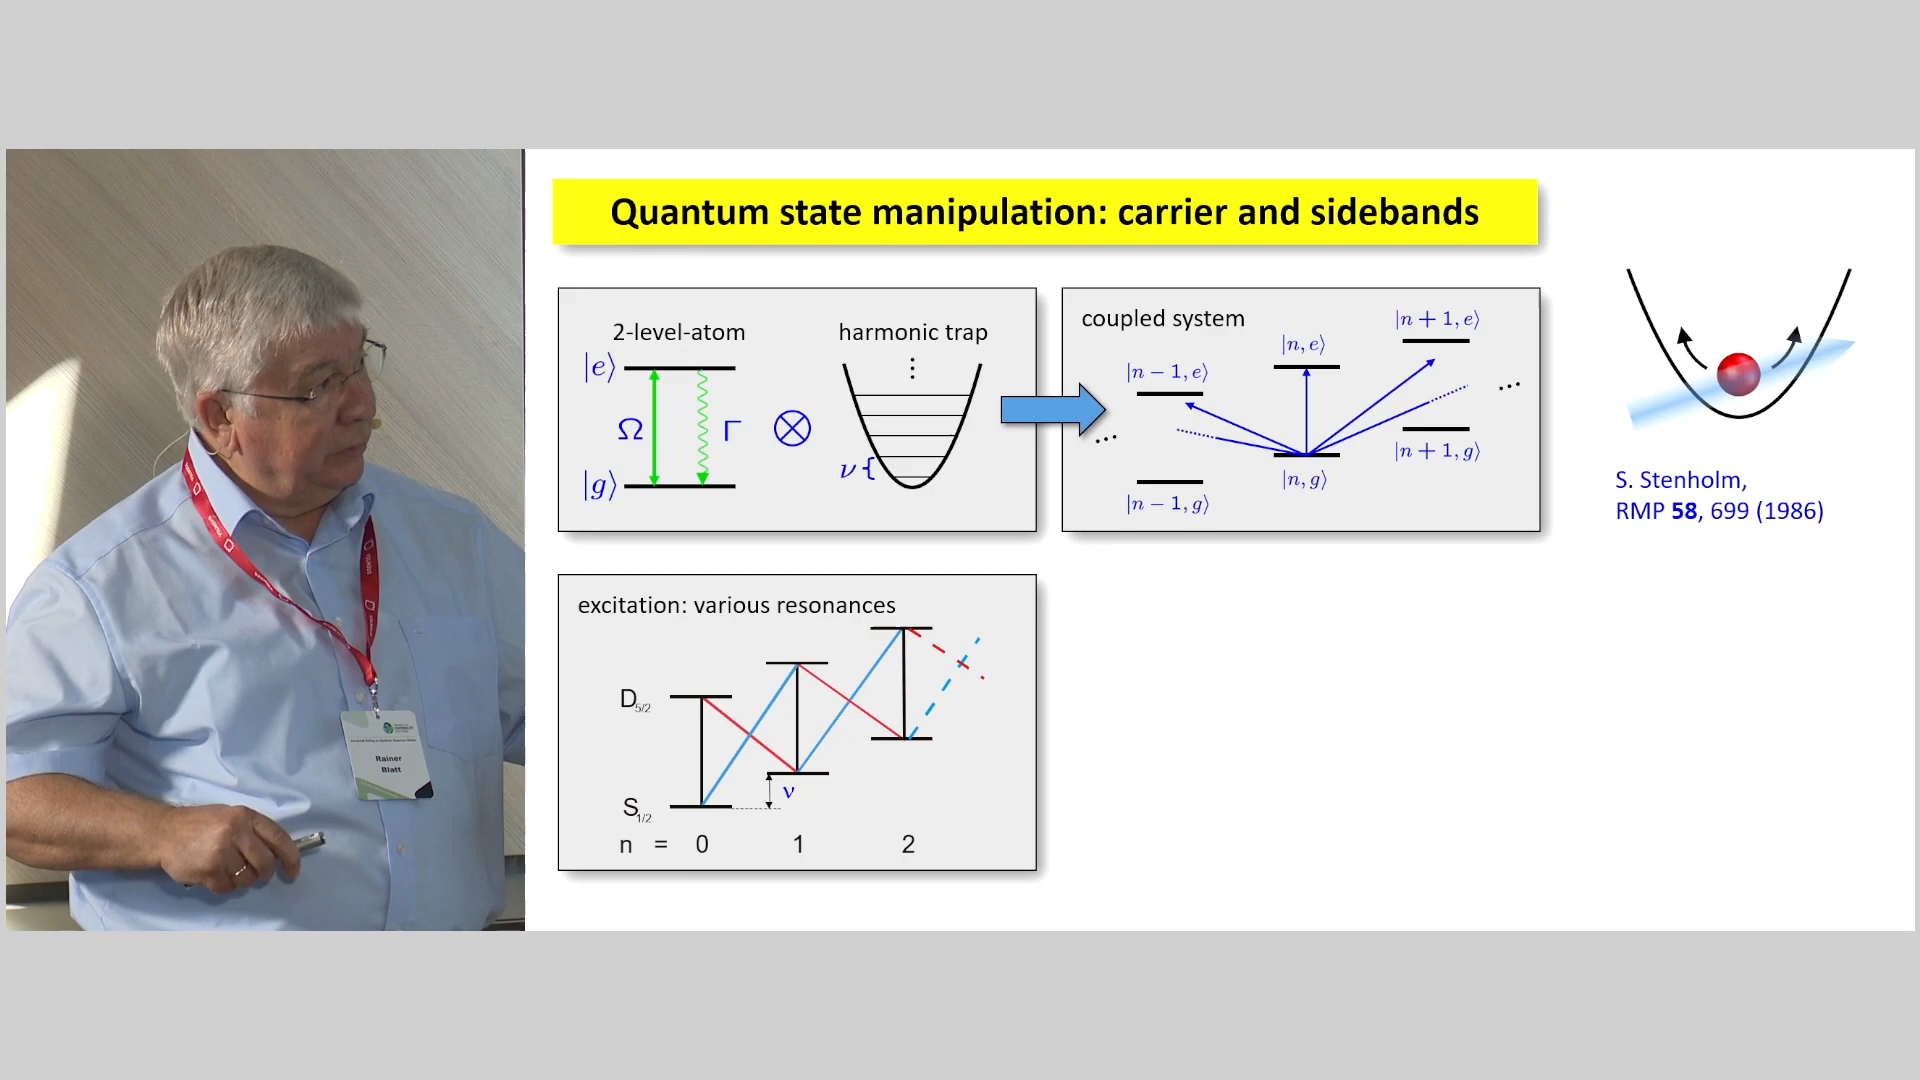 Quantum state manipulation: carrier and sidebands
2-level-atom
harmonic trap
|e⟩
Ω
Γ
|g⟩
⊗
ν {
coupled system
|n − 1, e⟩
|n, e⟩
|n + 1, e⟩
|n − 1, g⟩
|n, g⟩
|n + 1, g⟩
S. Stenholm,
RMP 58, 699 (1986)
excitation: various resonances
D5/2
S1/2
ν
n = 0 1 2
Rainer
Blatt